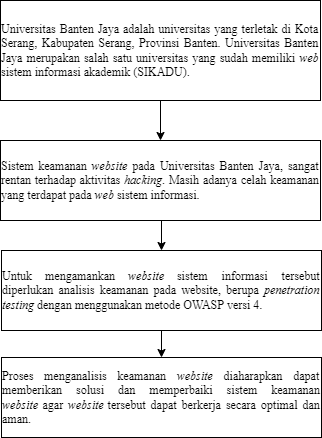 Universitas Banten Jaya adalah universitas yang terletak di Kota
Serang, Kabupaten Serang, Provinsi Banten. Universitas Banten
Jaya merupakan salah satu universitas yang sudah memiliki web
sistem informasi akademik (SIKADU).
Sistem keamanan website pada Universitas Banten Jaya, sangat
rentan terhadap aktivitas hacking. Masih adanya celah keamanan
yang terdapat pada web sistem informasi.
Untuk mengamankan website sistem informasi tersebut
diperlukan analisis keamanan pada website, berupa penetration
testing dengan menggunakan metode OWASP versi 4.
Proses menganalisis keamanan website diaharapkan dapat
memberikan solusi dan memperbaiki sistem keamanan
website agar website tersebut dapat berkerja secara optimal dan
aman.